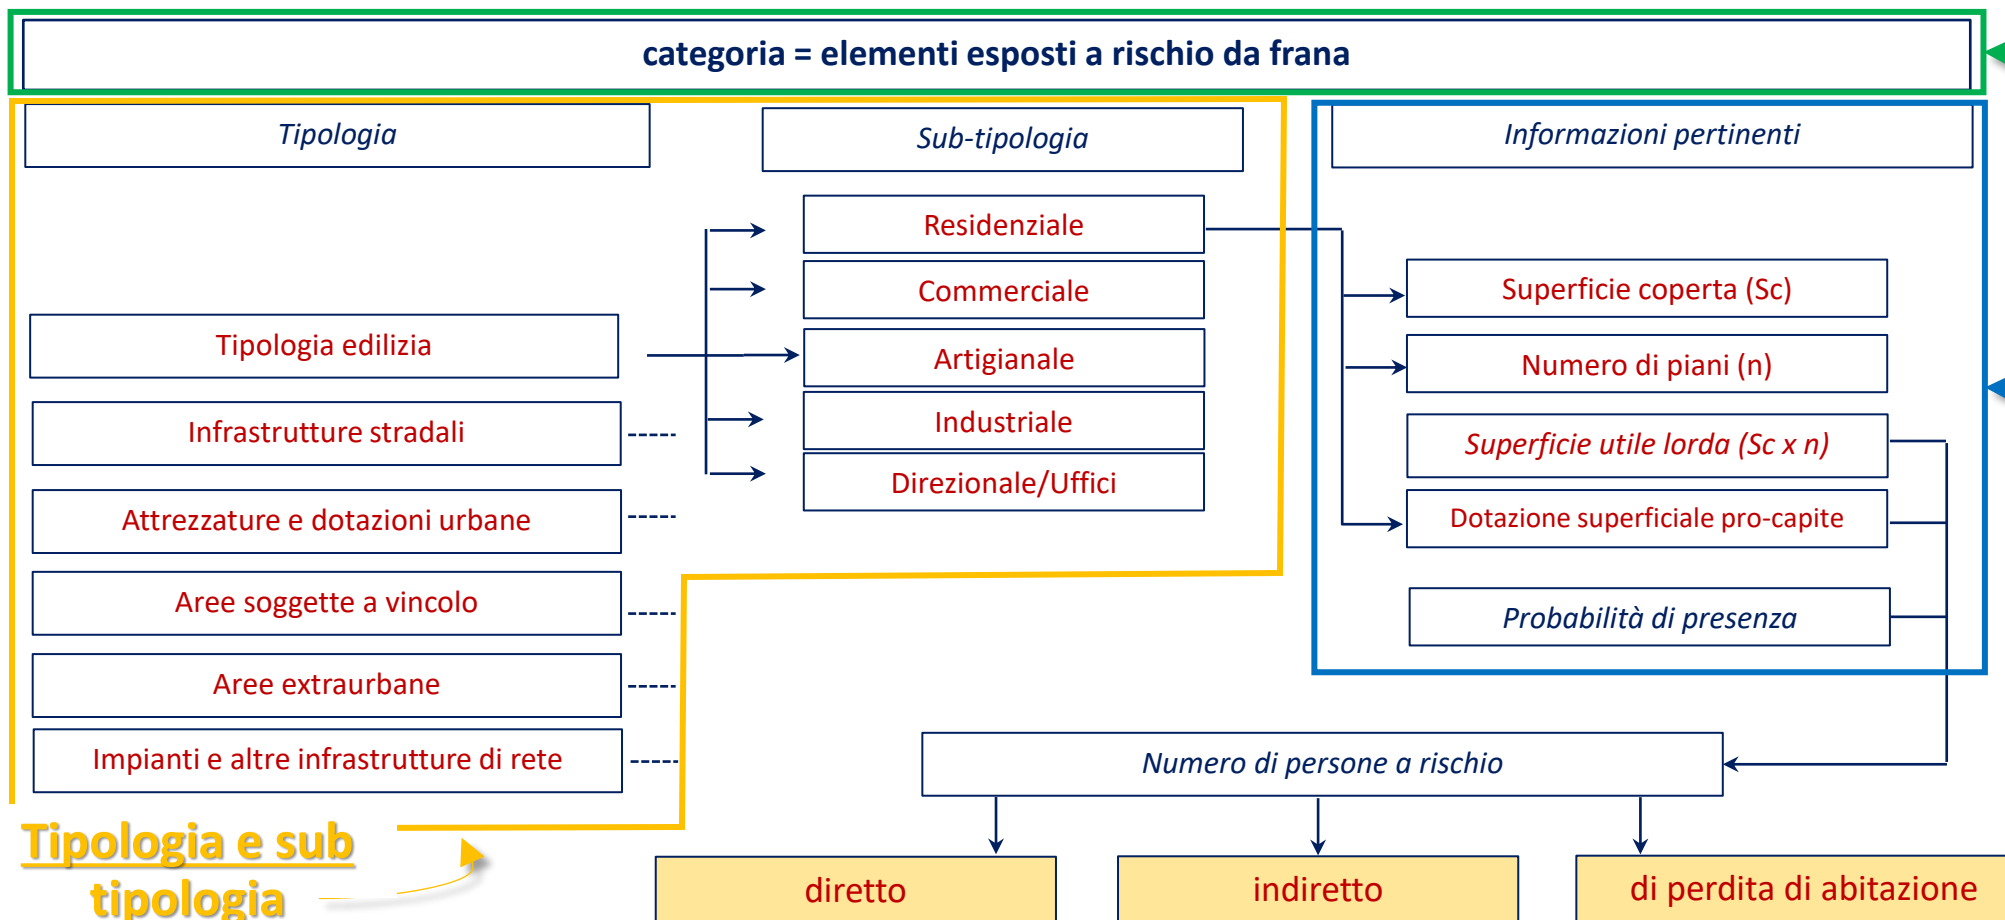 categoria = elementi esposti a rischio da frana
Tipologia
Sub-tipologia
Informazioni pertinenti
Residenziale
Commerciale
Artigianale
Industriale
Direzionale/Uffici
Tipologia edilizia
Infrastrutture stradali
Attrezzature e dotazioni urbane
Aree soggette a vincolo
Aree extraurbane
Impianti e altre infrastrutture di rete
Superficie coperta (Sc)
Numero di piani (n)
Superficie utile lorda (Sc x n)
Dotazione superficiale pro-capite
Probabilità di presenza
Numero di persone a rischio
Tipologia e sub
tipologia
diretto
indiretto
di perdita di abitazione